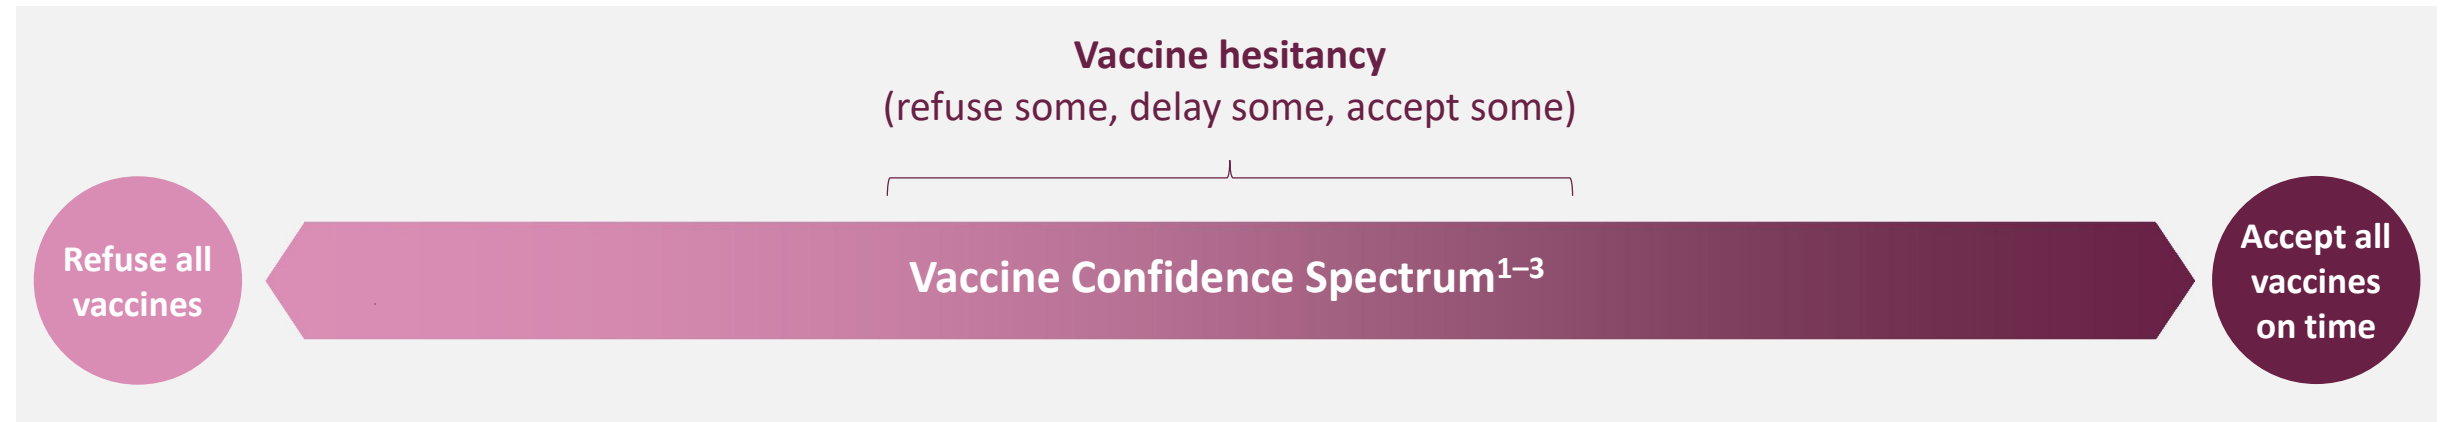 Vaccine hesitancy
(refuse some, delay some, accept some)
Refuse all
vaccines
Vaccine Confidence Spectrum¹⁻³
Accept all
vaccines
on time